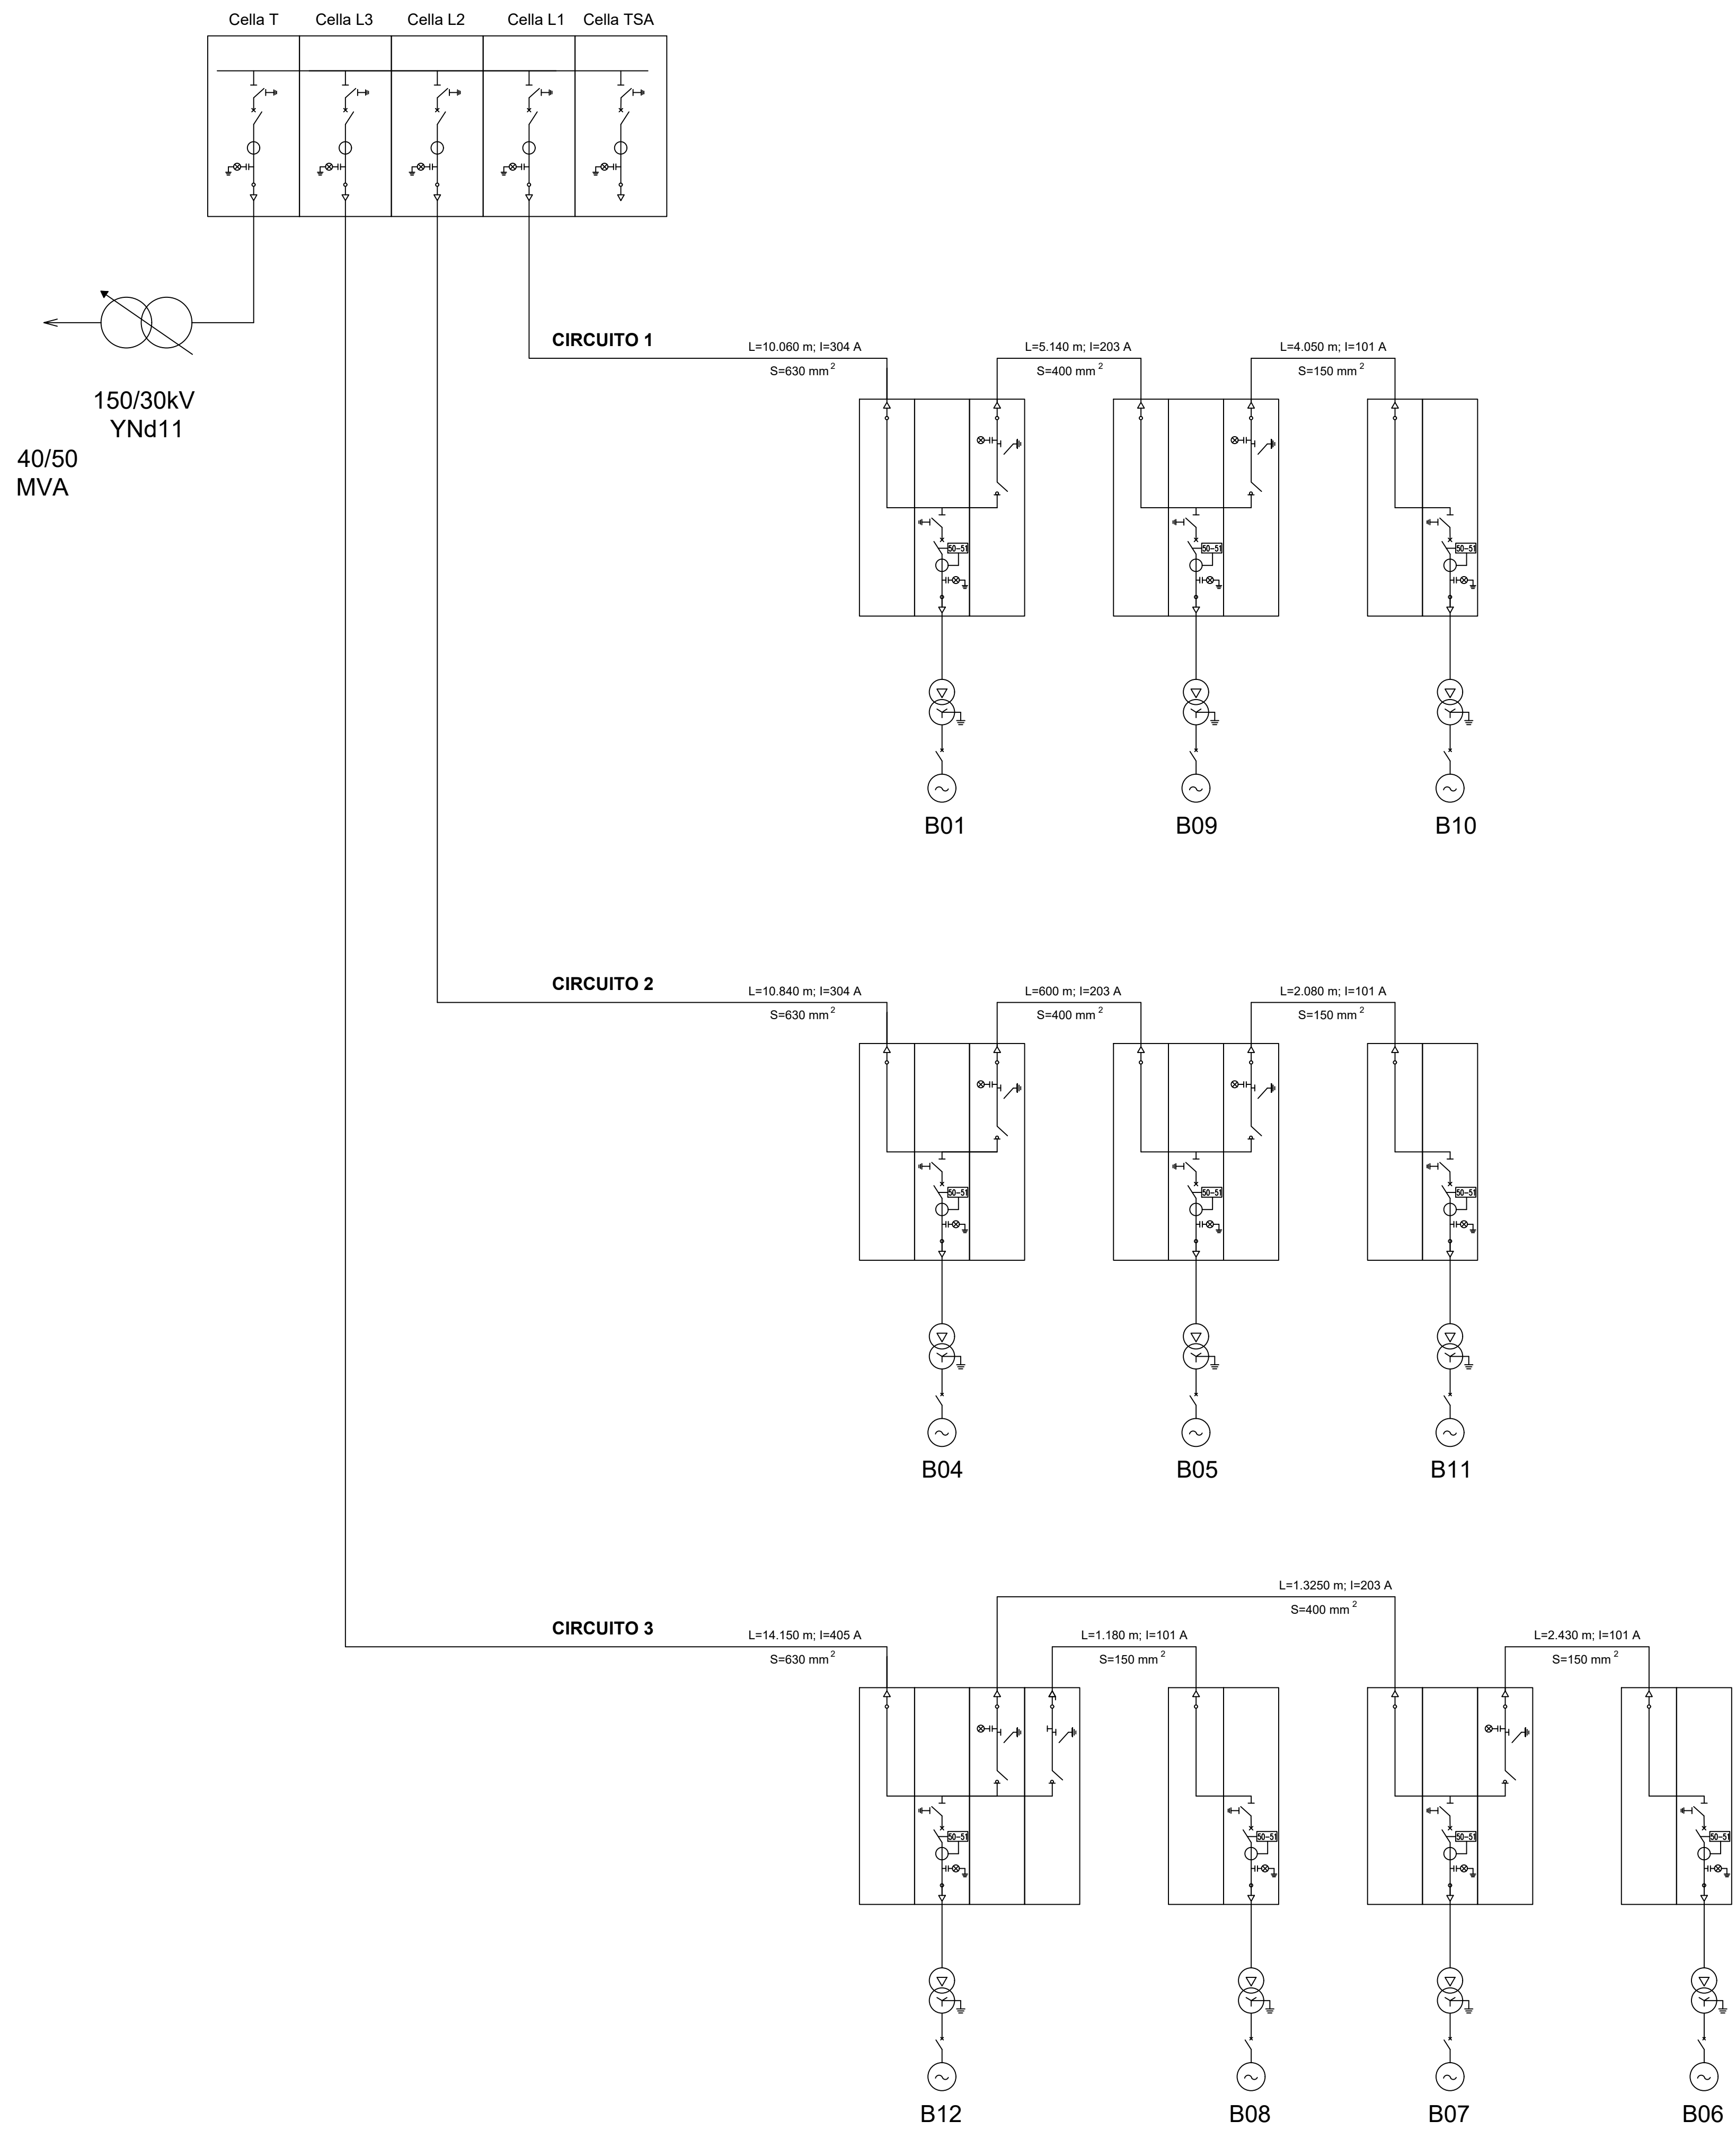 Cella T
Cella L3
Cella L2
Cella L1
Cella TSA
150/30kV
YNd11
40/50
MVA
CIRCUITO 1
L=10.060 m; I=304 A
S=630 mm²
L=5.140 m; I=203 A
S=400 mm²
L=4.050 m; I=101 A
S=150 mm²
50-51
50-51
50-51
B01
B09
B10
CIRCUITO 2
L=10.840 m; I=304 A
S=630 mm²
L=600 m; I=203 A
S=400 mm²
L=2.080 m; I=101 A
S=150 mm²
50-51
50-51
50-51
B04
B05
B11
L=1.3250 m; I=203 A
S=400 mm²
CIRCUITO 3
L=14.150 m; I=405 A
S=630 mm²
L=1.180 m; I=101 A
S=150 mm²
L=2.430 m; I=101 A
S=150 mm²
50-51
50-51
50-51
50-51
B12
B08
B07
B06